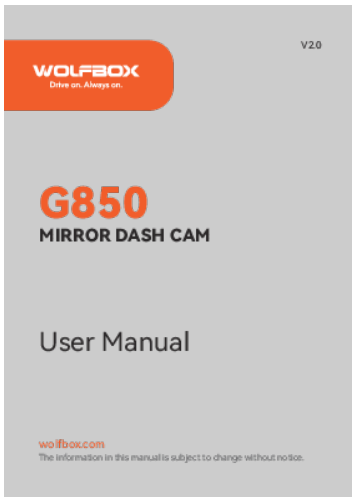 V2.0
WOLFBOX
Drive on. Always on.
G850
MIRROR DASH CAM
User Manual
wolfbox.com
The information in this manual is subject to change without notice.